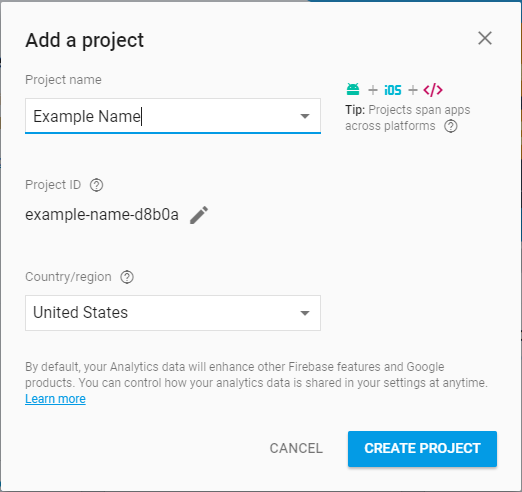 Add a project
Project name
Example Name
+ iOS + </>
Tip: Projects span apps
across platforms ?
Project ID ?
example-name-d8b0a
Country/region ?
United States
By default, your Analytics data will enhance other Firebase features and Google
products. You can control how your analytics data is shared in your settings at anytime.
Learn more
CANCEL
CREATE PROJECT